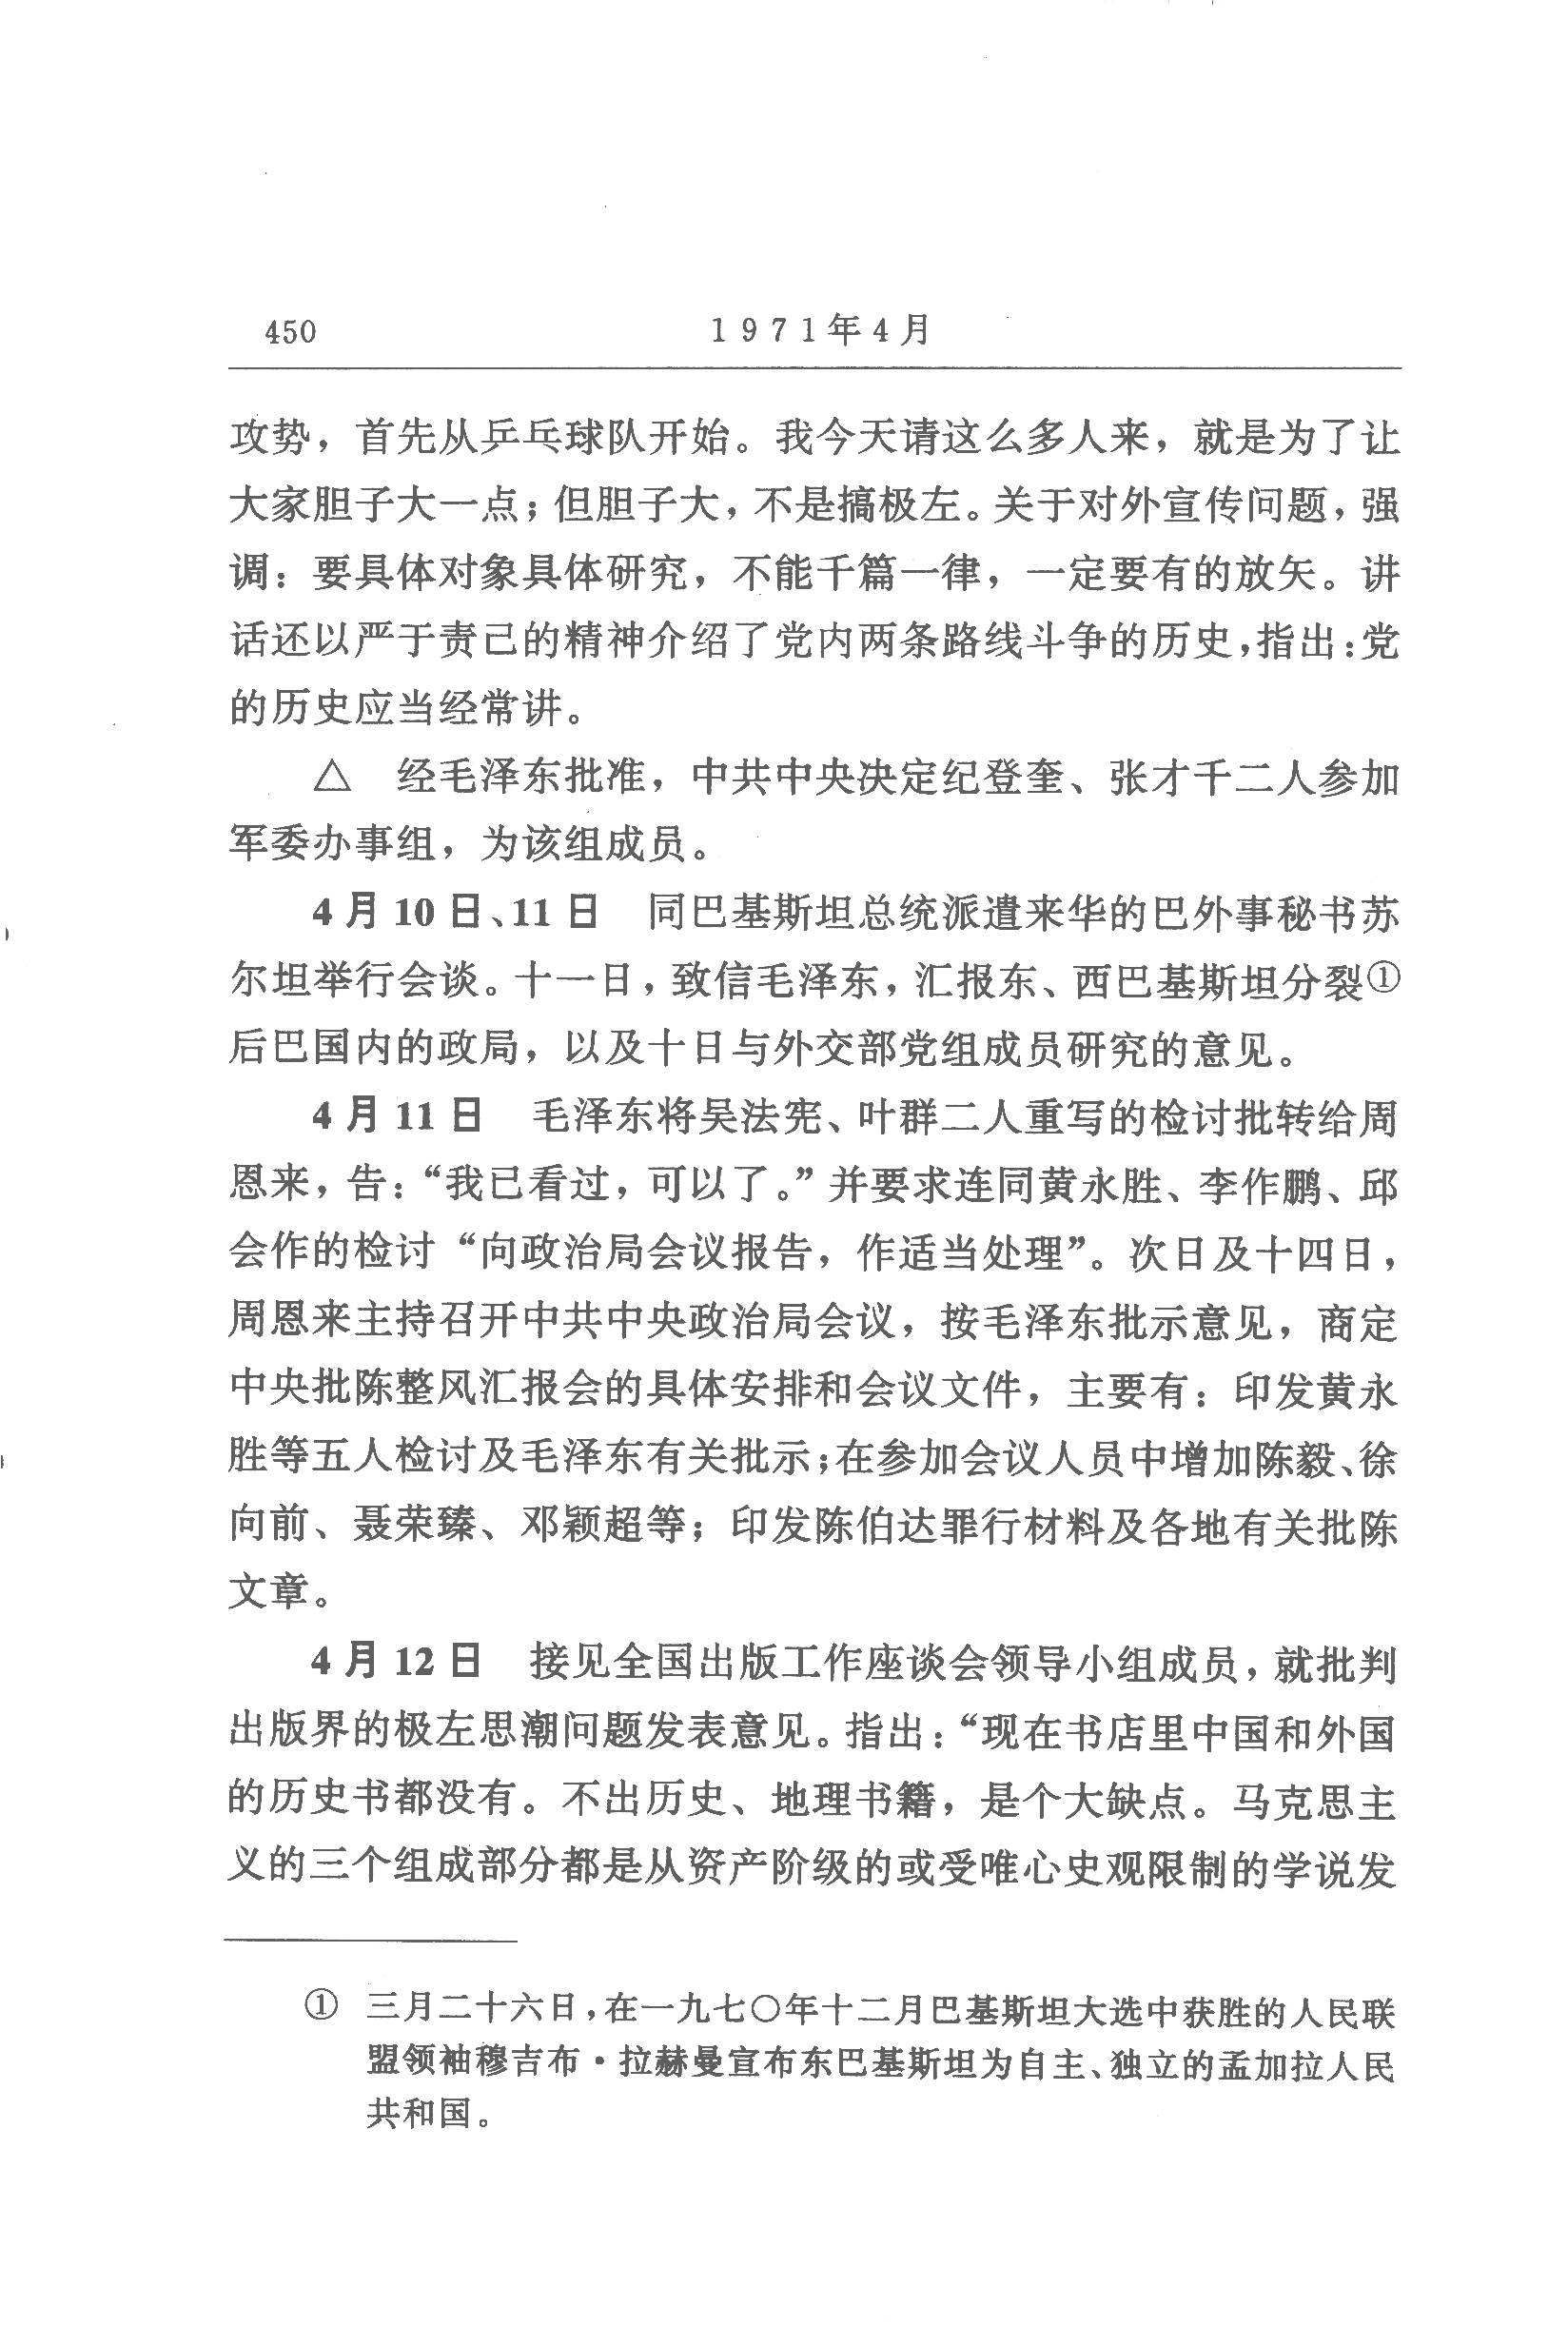 450 1971年4月
攻势，首先从乒乓球队开始。我今天请这么多人来，就是为了让
大家胆子大一点；但胆子大，不是搞极左。关于对外宣传问题，强
调：要具体对象具体研究，不能千篇一律，一定要有的放矢。讲
话还以严于责己的精神介绍了党内两条路线斗争的历史，指出：党
的历史应当经常讲。
△　经毛泽东批准，中共中央决定纪登奎、张才千二人参加
军委办事组，为该组成员。
4月10日、11日　同巴基斯坦总统派遣来华的巴外事秘书苏
尔坦举行会谈。十一日，致信毛泽东，汇报东、西巴基斯坦分裂①
后巴国内的政局，以及十日与外交部党组成员研究的意见。
4月11日　毛泽东将吴法宪、叶群二人重写的检讨批转给周
恩来，告：“我已看过，可以了。”并要求连同黄永胜、李作鹏、邱
会作的检讨“向政治局会议报告，作适当处理”。次日及十四日，
周恩来主持召开中共中央政治局会议，按毛泽东批示意见，商定
中央批陈整风汇报会的具体安排和会议文件，主要有：印发黄永
胜等五人检讨及毛泽东有关批示；在参加会议人员中增加陈毅、徐
向前、聂荣臻、邓颖超等；印发陈伯达罪行材料及各地有关批陈
文章。
4月12日　接见全国出版工作座谈会领导小组成员，就批判
出版界的极左思潮问题发表意见。指出：“现在书店里中国和外国
的历史书都没有。不出历史、地理书籍，是个大缺点。马克思主
义的三个组成部分都是从资产阶级的或受唯心史观限制的学说发
①　三月二十六日，在一九七〇年十二月巴基斯坦大选中获胜的人民联
盟领袖穆吉布·拉赫曼宣布东巴基斯坦为自主、独立的孟加拉人民
共和国。